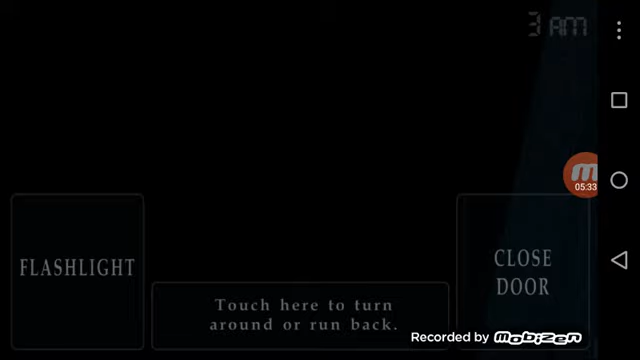 3 AM
05:33
FLASHLIGHT
CLOSE
DOOR
Touch here to turn
around or run back.
Recorded by Mobizen